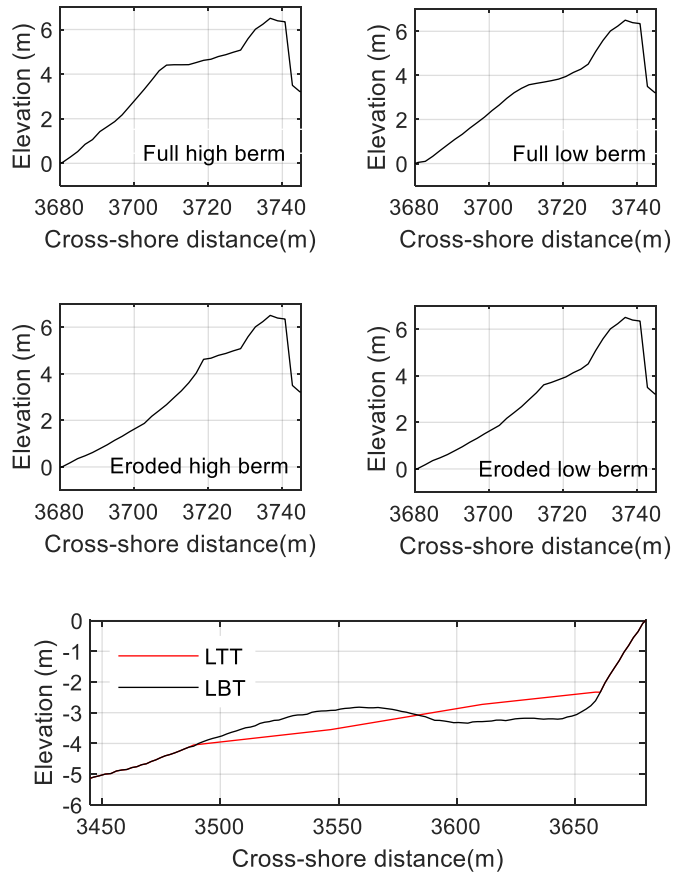 Elevation (m)
6
4
2
0
Full high berm
3680 3700 3720 3740
Cross-shore distance(m)
Elevation (m)
6
4
2
0
Full low berm
3680 3700 3720 3740
Cross-shore distance(m)
Elevation (m)
6
4
2
0
Eroded high berm
3680 3700 3720 3740
Cross-shore distance(m)
Elevation (m)
6
4
2
0
Eroded low berm
3680 3700 3720 3740
Cross-shore distance(m)
Elevation (m)
0
-1
-2
-3
-4
-5
-6
LTT
LBT
3450 3500 3550 3600 3650
Cross-shore distance(m)